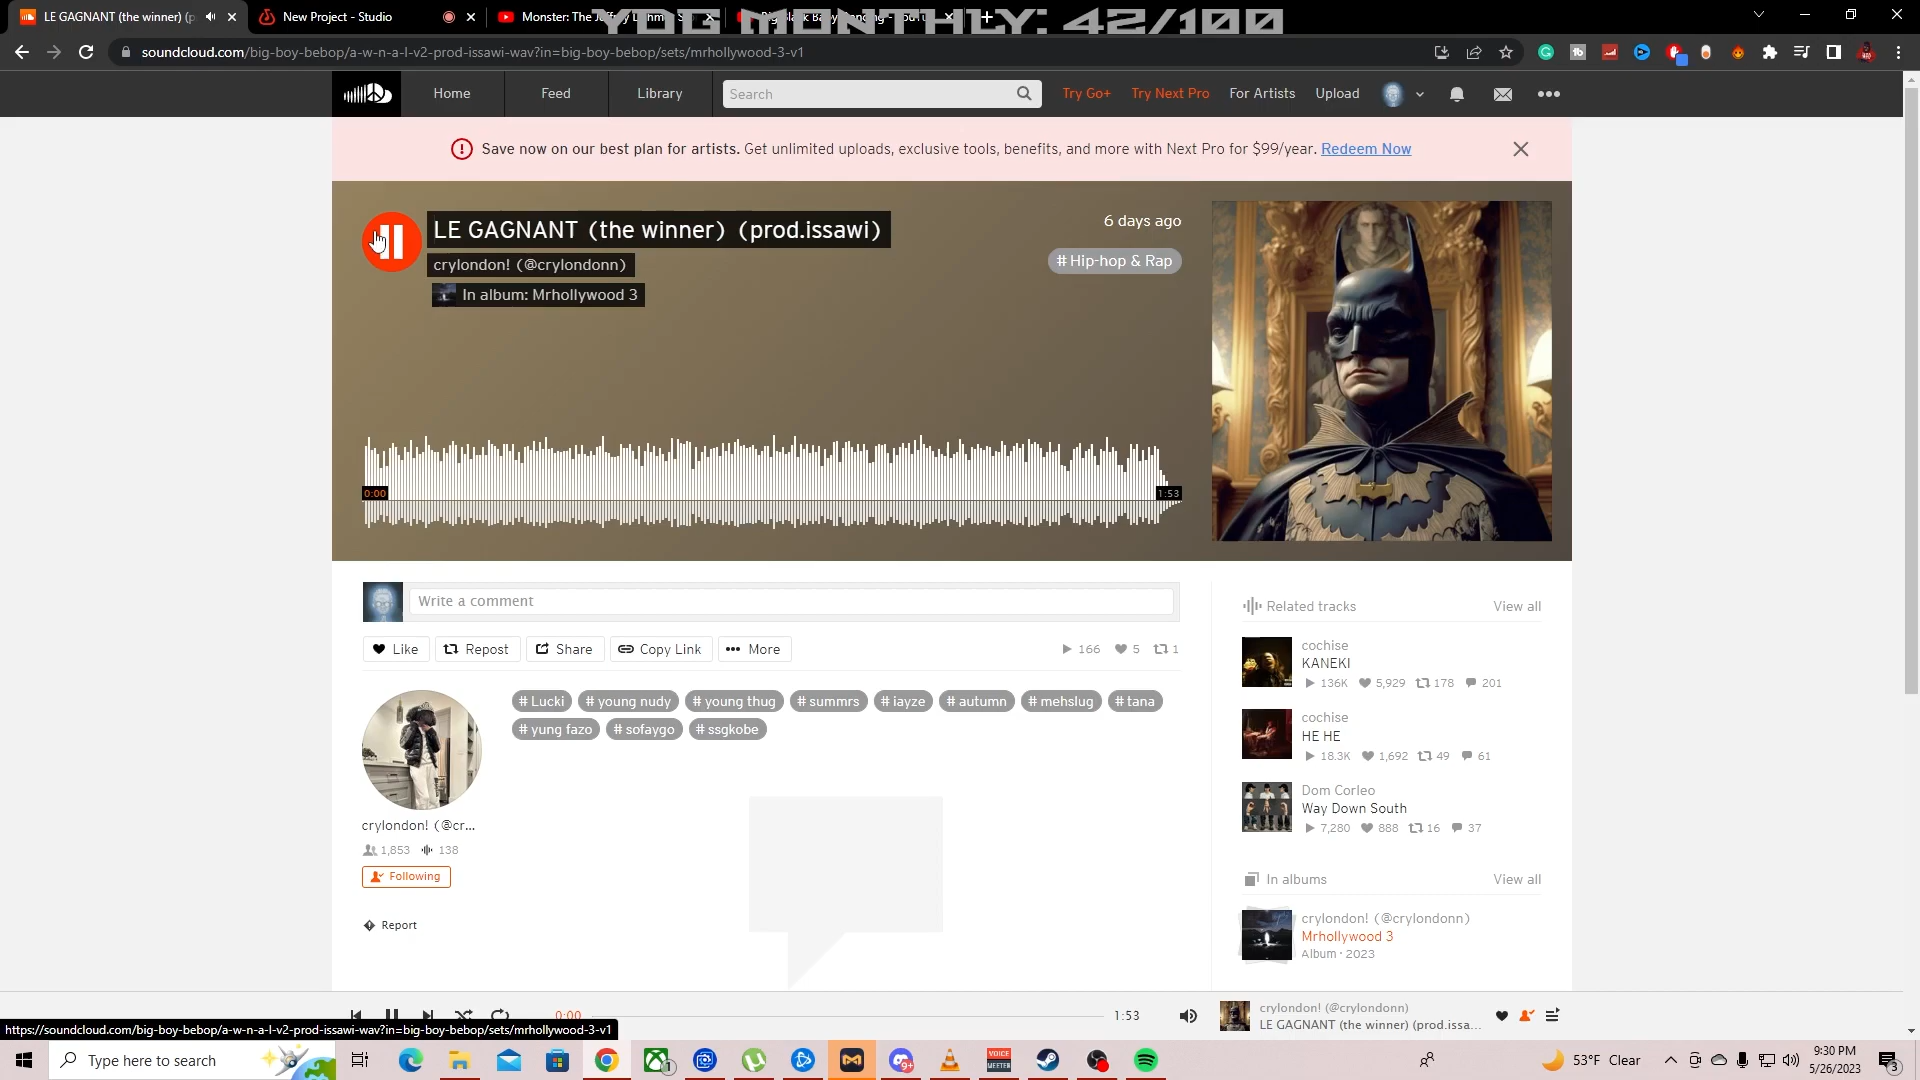 LE GAGNANT (the winner) (p
New Project - Studio
Monster: The Jeffrey Dahmer S
YDG MONTHLY: 42/100
soundcloud.com/big-boy-bebop/a-w-n-a-l-v2-prod-issawi-wav?in=big-boy-bebop/sets/mrhollywood-3-v1
Home
Feed
Library
Search
Try Go+
Try Next Pro
For Artists
Upload
Save now on our best plan for artists. Get unlimited uploads, exclusive tools, benefits, and more with Next Pro for $99/year. Redeem Now
LE GAGNANT (the winner) (prod.issawi)
6 days ago
crylondon! (@crylondonn)
# Hip-hop & Rap
In album: Mrhollywood 3
0:00
1:53
Write a comment
Like
Repost
Share
Copy Link
More
166
5
1
# Lucki
# young nudy
# young thug
# summrs
# iayze
# autumn
# mehslug
# tana
# yung fazo
# sofaygo
# ssgkobe
crylondon! (@cr...
1,853
138
Following
Report
Related tracks
View all
cochise
KANEKI
136K
5,929
178
201
cochise
HE HE
18.3K
1,692
49
61
Dom Corleo
Way Down South
7,280
888
16
37
In albums
View all
crylondon! (@crylondonn)
Mrhollywood 3
Album · 2023
0:00
1:53
crylondon! (@crylondonn)
LE GAGNANT (the winner) (prod.issa...
https://soundcloud.com/big-boy-bebop/a-w-n-a-l-v2-prod-issawi-wav?in=big-boy-bebop/sets/mrhollywood-3-v1
Type here to search
1
9+
VOICE
MEETER
53°F Clear
9:30 PM
5/26/2023
3